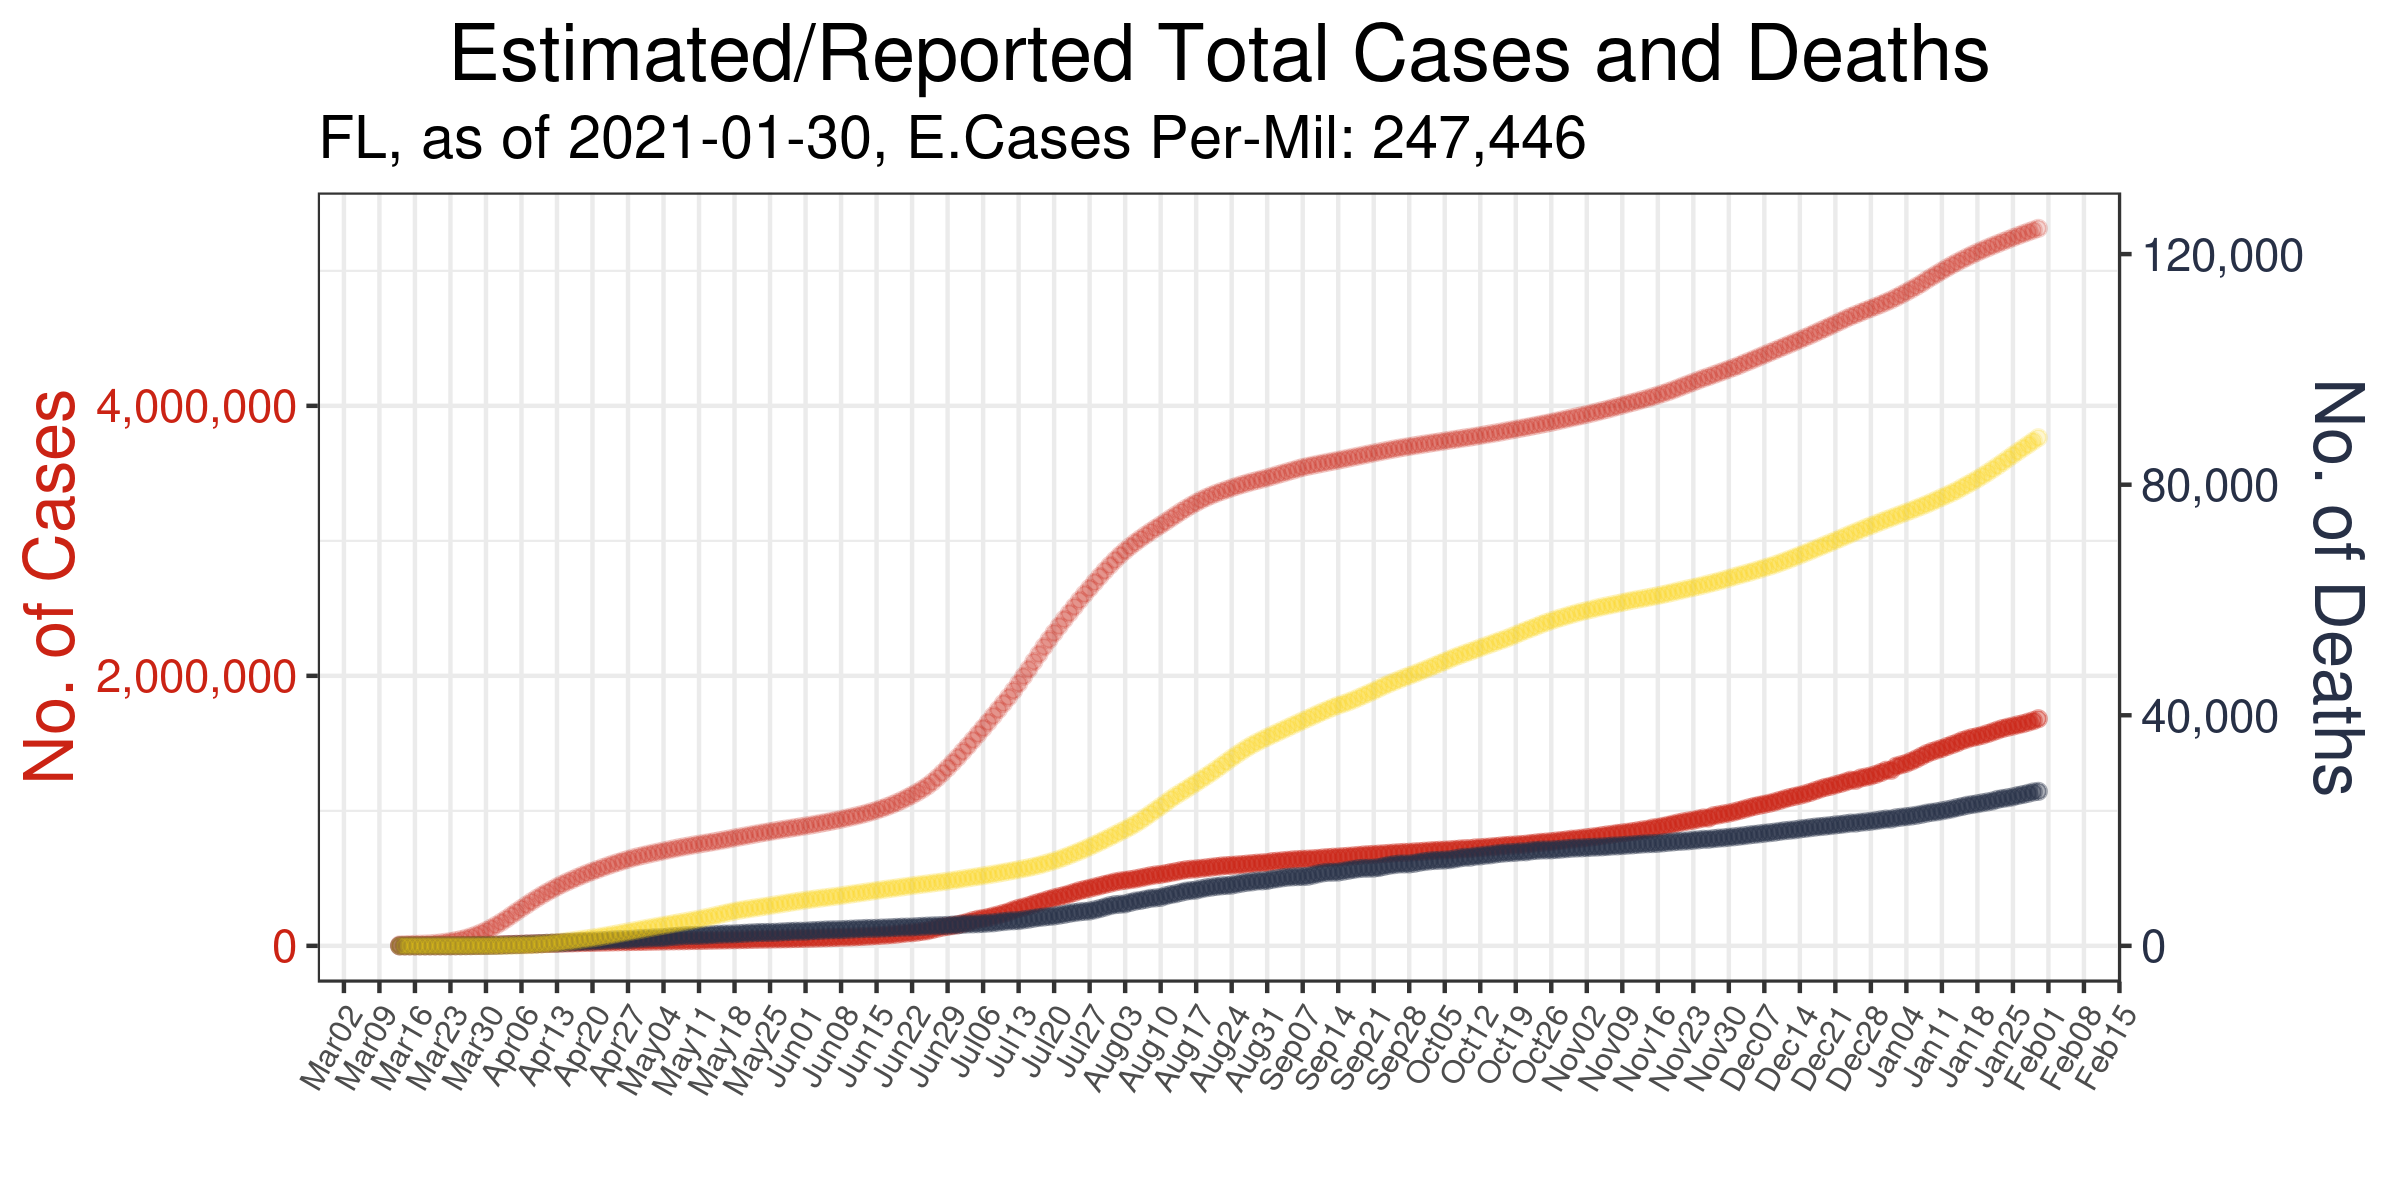 Estimated/Reported Total Cases and Deaths
FL, as of 2021-01-30, E.Cases Per-Mil: 247,446
No. of Cases
4,000,000
2,000,000
0
120,000
80,000
40,000
0
No. of Deaths
Mar02 Mar09 Mar16 Mar23 Mar30 Apr06 Apr13 Apr20 Apr27 May04 May11 May18 May25 Jun01 Jun08 Jun15 Jun22 Jun29 Jul06 Jul13 Jul20 Jul27 Aug03 Aug10 Aug17 Aug24 Aug31 Sep07 Sep14 Sep21 Sep28 Oct05 Oct12 Oct19 Oct26 Nov02 Nov09 Nov16 Nov23 Nov30 Dec07 Dec14 Dec21 Dec28 Jan04 Jan11 Jan18 Jan25 Feb01 Feb08 Feb15